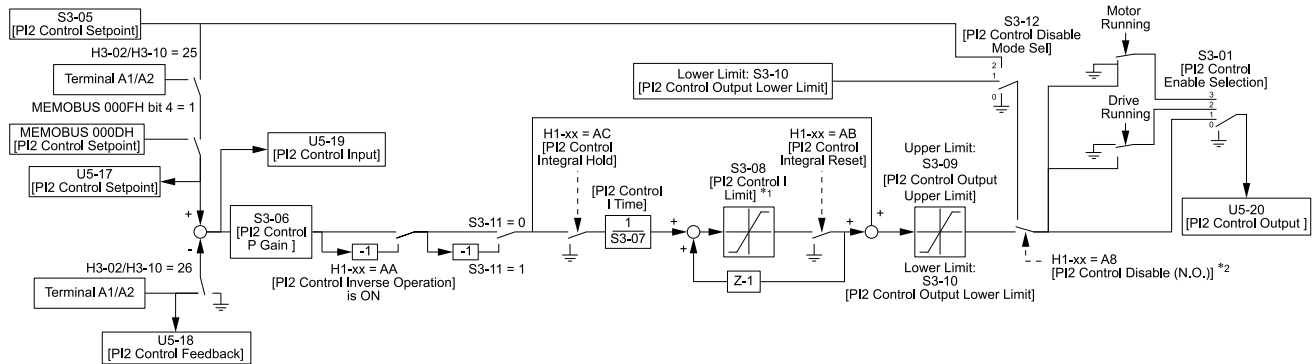 S3-05
[PI2 Control Setpoint]
H3-02/H3-10 = 25
Terminal A1/A2
MEMOBUS 000FH bit 4 = 1
MEMOBUS 000DH
[PI2 Control Setpoint]
U5-17
[PI2 Control Setpoint]
+
-
H3-02/H3-10 = 26
Terminal A1/A2
U5-18
[PI2 Control Feedback]
U5-19
[PI2 Control Input]
S3-06
[PI2 Control
P Gain ]
-1
H1-xx = AA
[PI2 Control Inverse Operation]
is ON
S3-11 = 0
-1
S3-11 = 1
H1-xx = AC
[PI2 Control
Integral Hold]
[PI2 Control
I Time]
1
S3-07
+
+
S3-08
[PI2 Control I
Limit] *1
Z-1
H1-xx = AB
[PI2 Control
Integral Reset]
+
+
Upper Limit:
S3-09
[PI2 Control Output
Upper Limit]
Lower Limit:
S3-10
[PI2 Control Output Lower Limit]
Lower Limit: S3-10
[PI2 Control Output Lower Limit]
S3-12
[PI2 Control Disable
Mode Sel]
2
1
0
H1-xx = A8
[PI2 Control Disable (N.O.)] *2
Motor
Running
Drive
Running
S3-01
[PI2 Control
Enable Selection]
3
2
1
0
U5-20
[PI2 Control Output ]